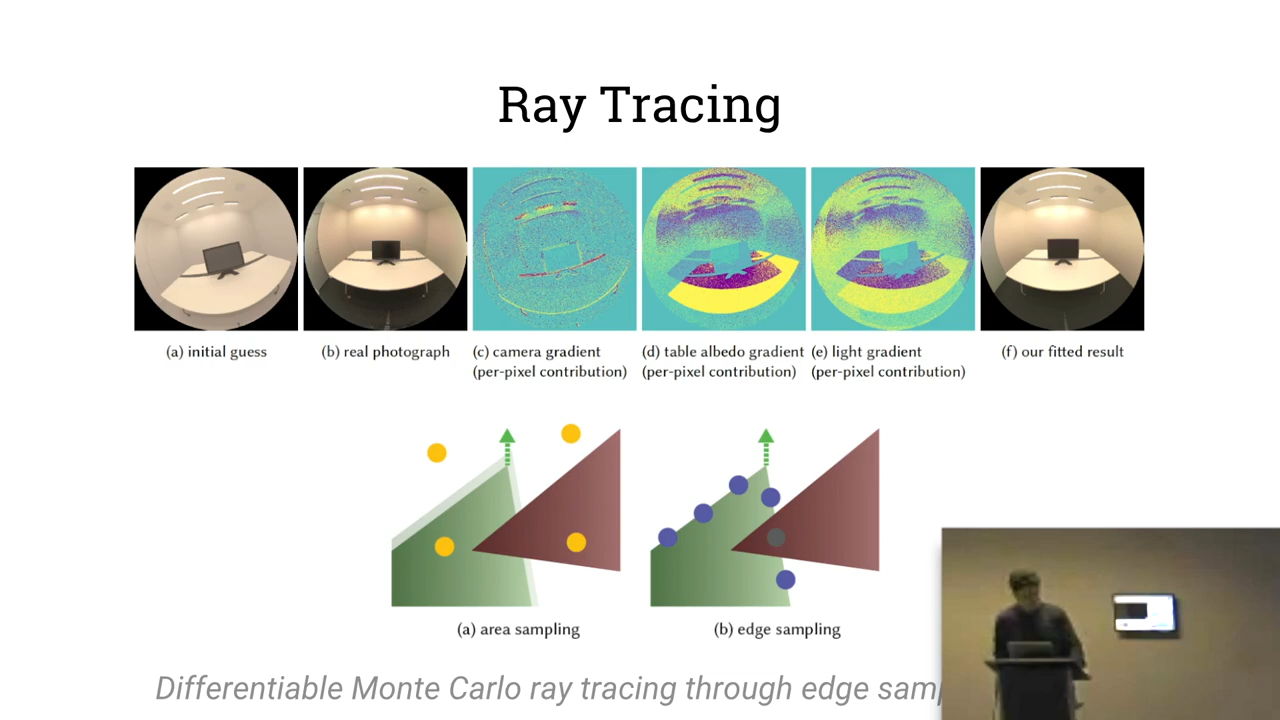 Ray Tracing
(a) initial guess
(b) real photograph
(c) camera gradient
(per-pixel contribution)
(d) table albedo gradient
(per-pixel contribution)
(e) light gradient
(per-pixel contribution)
(f) our fitted result
(a) area sampling
(b) edge sampling
Differentiable Monte Carlo ray tracing through edge